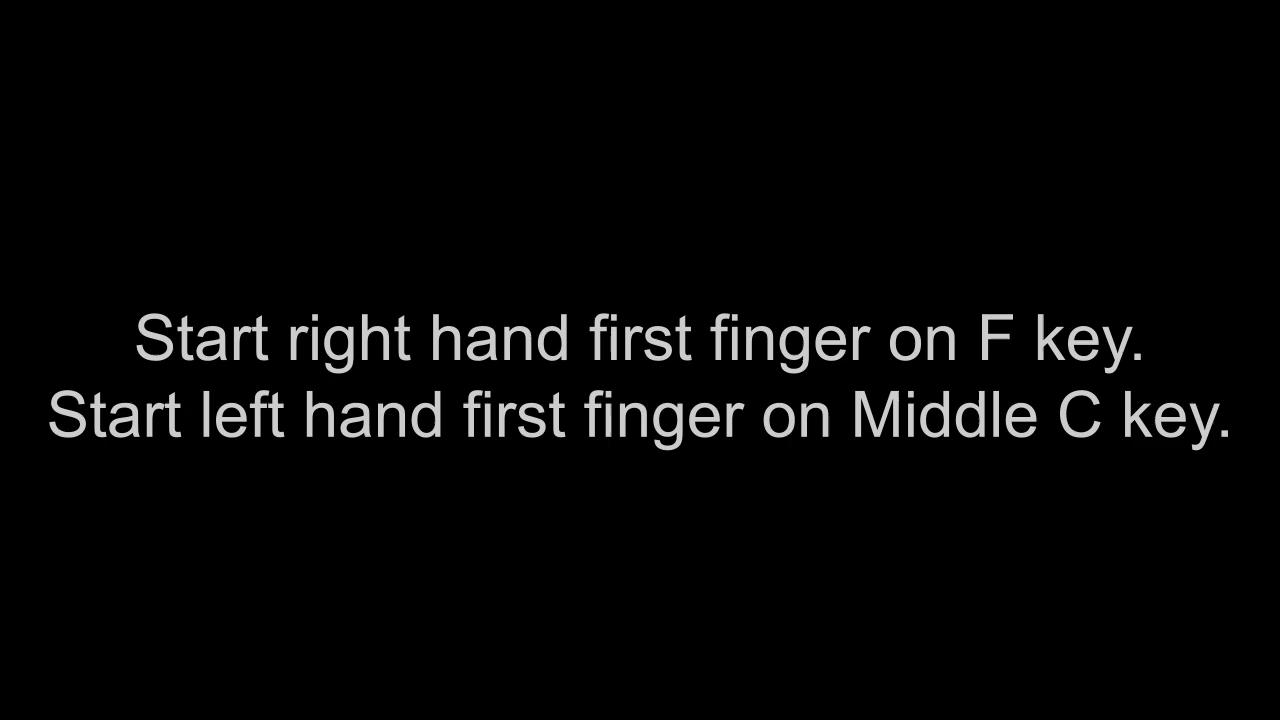 Start right hand first finger on F key.
Start left hand first finger on Middle C key.